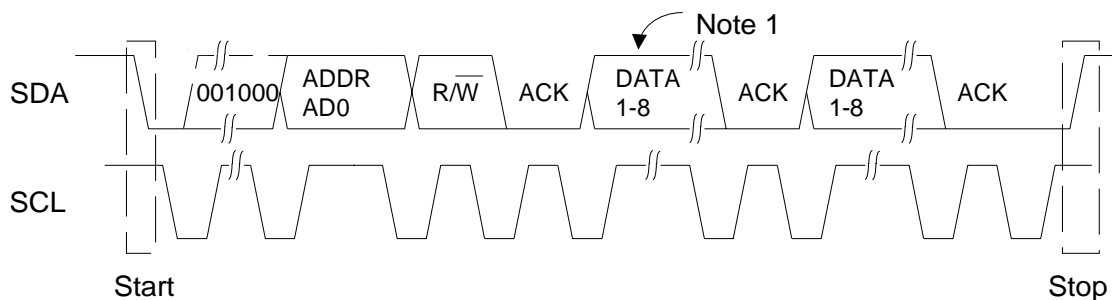 Note 1
SDA
001000
ADDR
AD0
R/W
ACK
DATA
1-8
ACK
DATA
1-8
ACK
SCL
Start
Stop